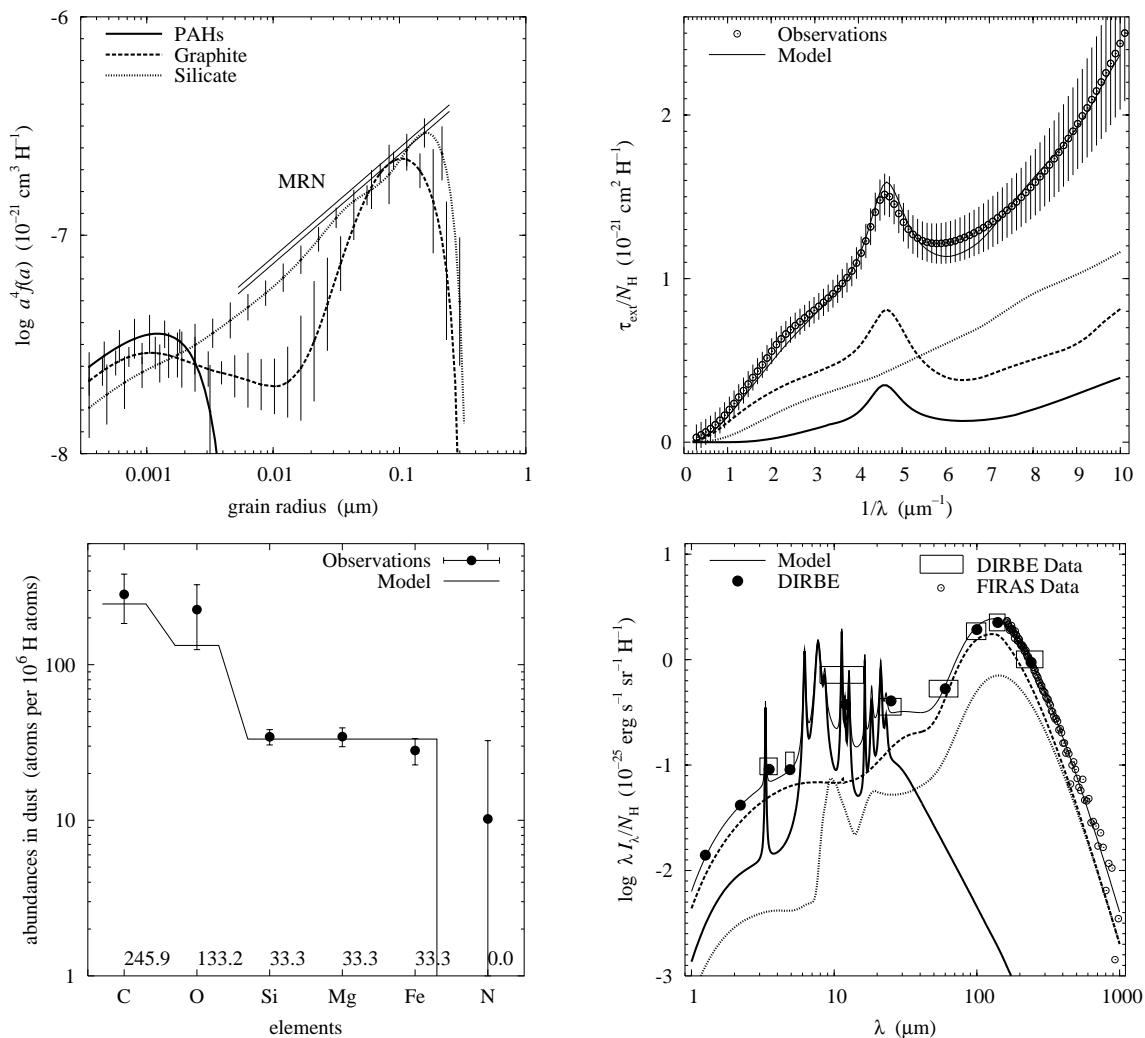 -6
-7
-8
log a⁴f(a) (10⁻²¹ cm³ H⁻¹)
PAHs
Graphite
Silicate
MRN
0.001
0.01
0.1
1
grain radius (μm)
2
1
0
τ_ext/N_H (10⁻²¹ cm² H⁻¹)
Observations
Model
0 1 2 3 4 5 6 7 8 9 10
1/λ (μm⁻¹)
100
10
1
abundances in dust (atoms per 10⁶ H atoms)
Observations
Model
245.9 133.2 33.3 33.3 33.3 0.0
C O Si Mg Fe N
elements
1
0
-1
-2
-3
log λ I_λ/N_H (10⁻²⁵ erg s⁻¹ sr⁻¹ H⁻¹)
Model
DIRBE
DIRBE Data
FIRAS Data
1 10 100 1000
λ (μm)